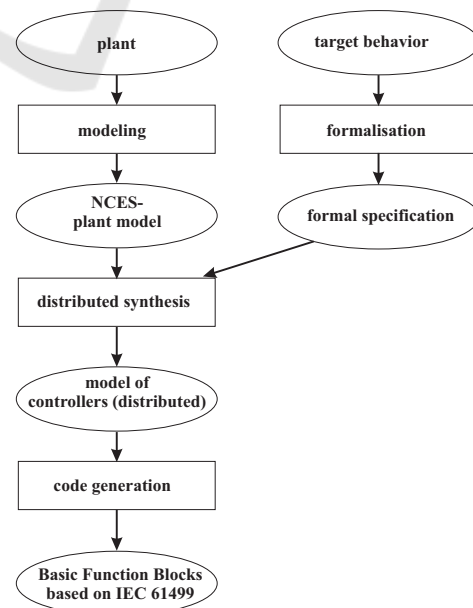 plant
target behavior
modeling
formalisation
NCES-
plant model
formal specification
distributed synthesis
model of
controllers (distributed)
code generation
Basic Function Blocks
based on IEC 61499